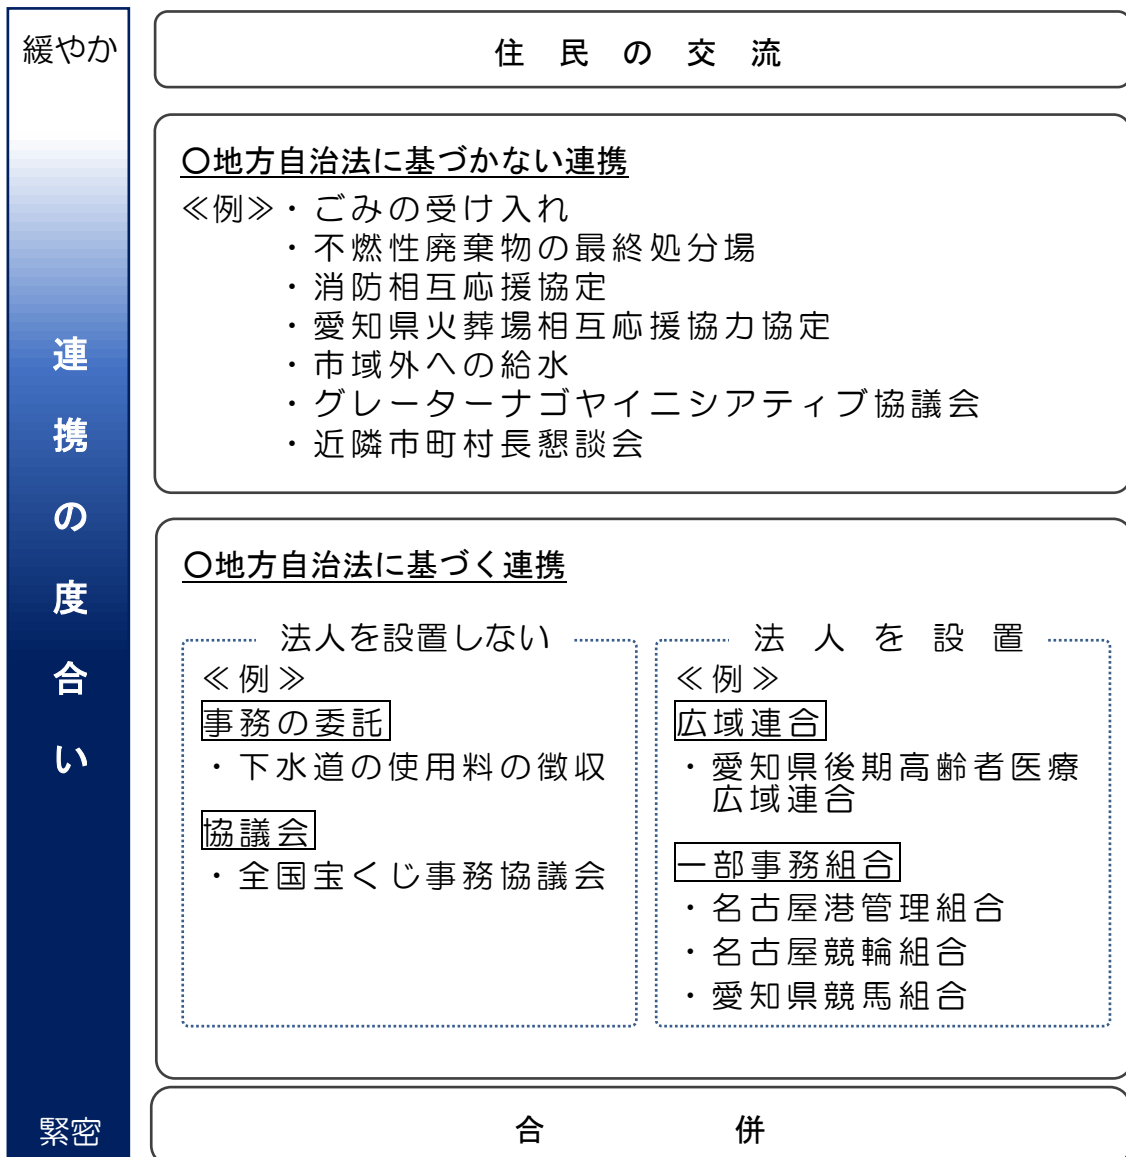 緩やか
連携の度合い
緊密
住民の交流
〇地方自治法に基づかない連携
≪例≫・ごみの受け入れ
・不燃性廃棄物の最終処分場
・消防相互応援協定
・愛知県火葬場相互応援協力協定
・市域外への給水
・グレーターナゴヤイニシアティブ協議会
・近隣市町村長懇談会
〇地方自治法に基づく連携
法人を設置しない
≪例≫
事務の委託
・下水道の使用料の徴収
協議会
・全国宝くじ事務協議会
法人を設置
≪例≫
広域連合
・愛知県後期高齢者医療
広域連合
一部事務組合
・名古屋港管理組合
・名古屋競輪組合
・愛知県競馬組合
合併